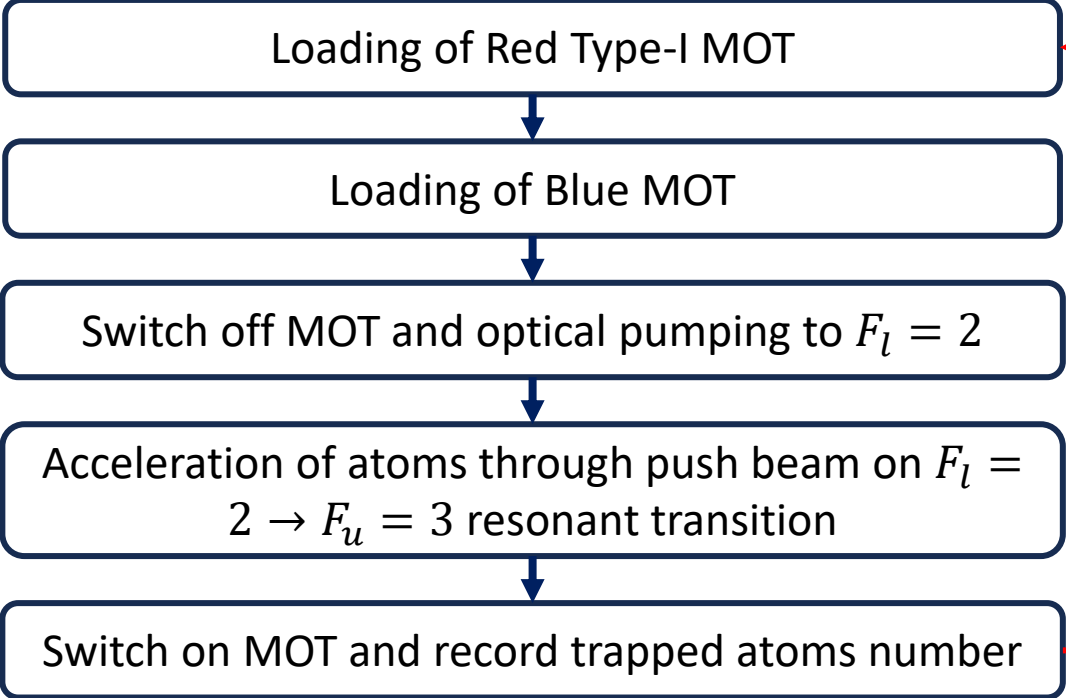 Loading of Red Type-I MOT
Loading of Blue MOT
Switch off MOT and optical pumping to F_l = 2
Acceleration of atoms through push beam on F_l =
2 → F_u = 3 resonant transition
Switch on MOT and record trapped atoms number